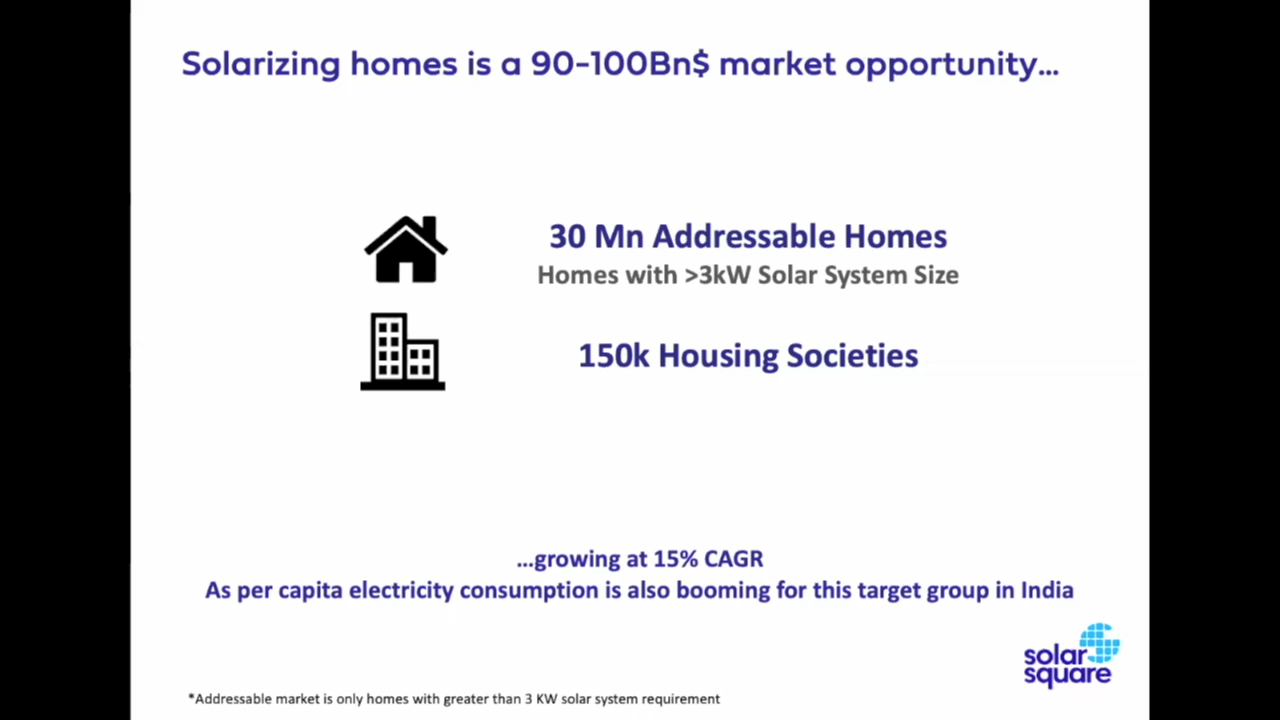 Solarizing homes is a 90-100Bn$ market opportunity...
30 Mn Addressable Homes
Homes with >3kW Solar System Size
150k Housing Societies
...growing at 15% CAGR
As per capita electricity consumption is also booming for this target group in India
solar
square
*Addressable market is only homes with greater than 3 KW solar system requirement